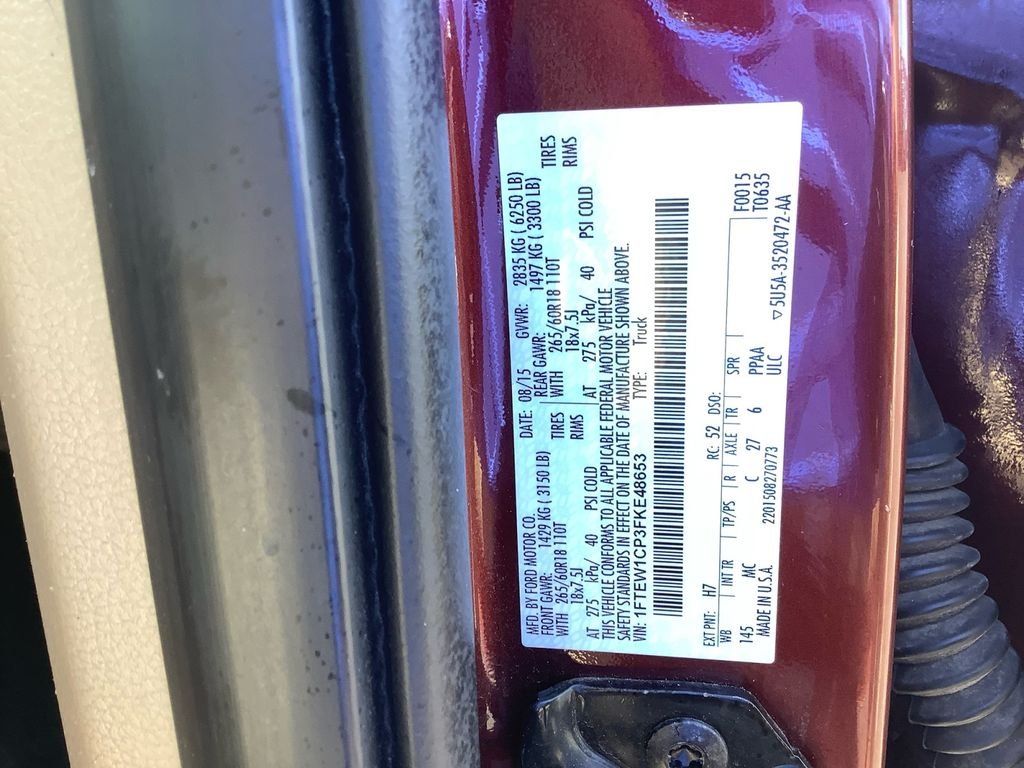 MFD. BY FORD MOTOR CO. DATE: 08/15 GVWR: 2835 KG ( 6250 LB)
FRONT GAWR: 1429 KG ( 3150 LB) REAR GAWR: 1497 KG ( 3300 LB)
WITH 265/60R18 110T TIRES WITH 265/60R18 110T TIRES
18x7.5J RIMS 18x7.5J RIMS
AT 275 kPa/ 40 PSI COLD AT 275 kPa/ 40 PSI COLD
THIS VEHICLE CONFORMS TO ALL APPLICABLE FEDERAL MOTOR VEHICLE
SAFETY STANDARDS IN EFFECT ON THE DATE OF MANUFACTURE SHOWN ABOVE.
VIN: 1FTEW1CP3FKE48653 TYPE: Truck
EXT PNT: H7 RC: 52 DSO: F0015
WB INT TR TP/PS R AXLE TR SPR T0635
145 MC C 27 6 PPAA
MADE IN U.S.A. 2201508270773 ULC ▽5U5A-3520472-AA